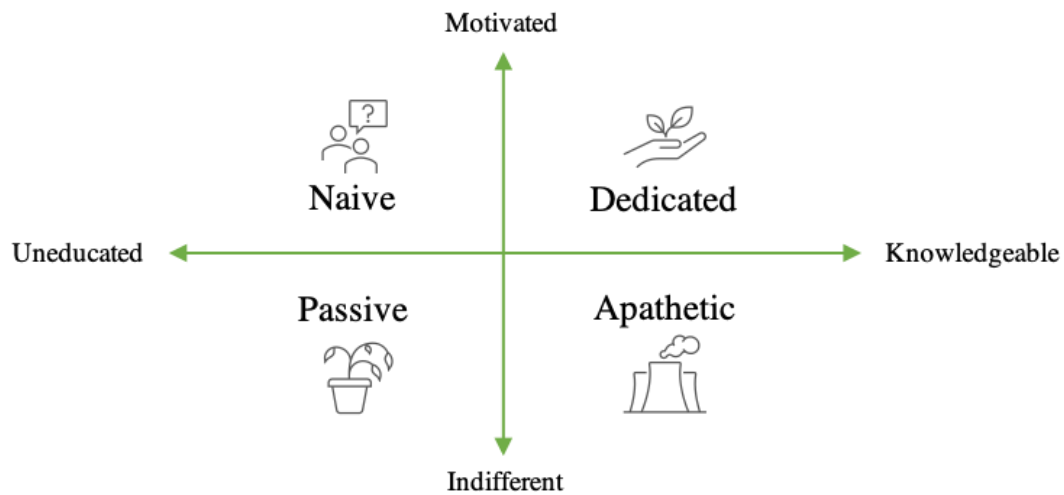 Motivated
?
Naive
Dedicated
Uneducated
Knowledgeable
Passive
Apathetic
Indifferent